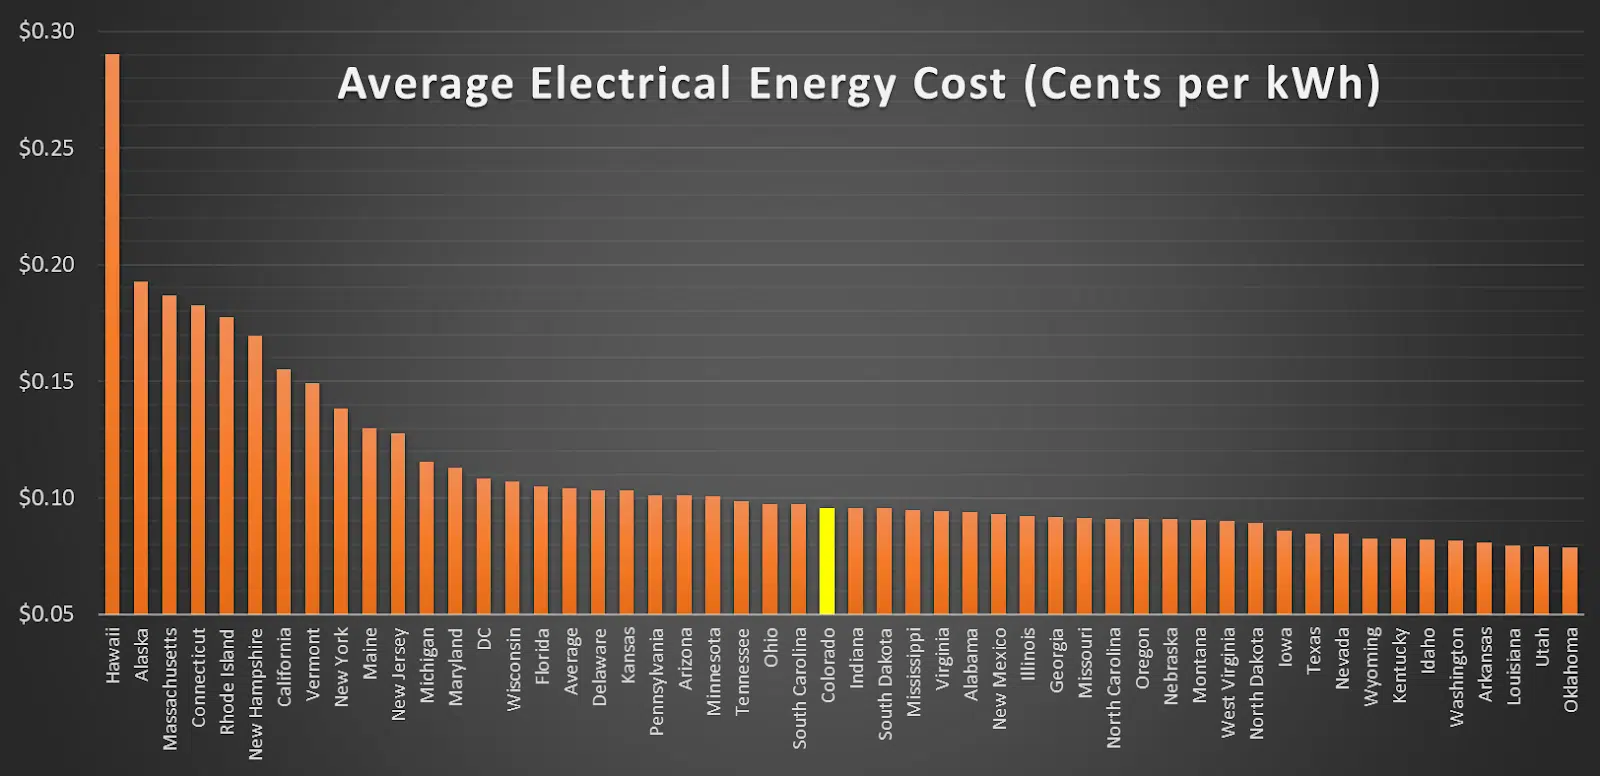 Average Electrical Energy Cost (Cents per kWh)
$0.30
$0.25
$0.20
$0.15
$0.10
$0.05
Hawaii
Alaska
Massachusetts
Connecticut
Rhode Island
New Hampshire
California
Vermont
New York
Maine
New Jersey
Michigan
Maryland
DC
Wisconsin
Florida
Average
Delaware
Kansas
Pennsylvania
Arizona
Minnesota
Tennessee
Ohio
South Carolina
Colorado
Indiana
South Dakota
Mississippi
Virginia
Alabama
New Mexico
Illinois
Georgia
Missouri
North Carolina
Oregon
Nebraska
Montana
West Virginia
North Dakota
Iowa
Texas
Nevada
Wyoming
Kentucky
Idaho
Washington
Arkansas
Louisiana
Utah
Oklahoma